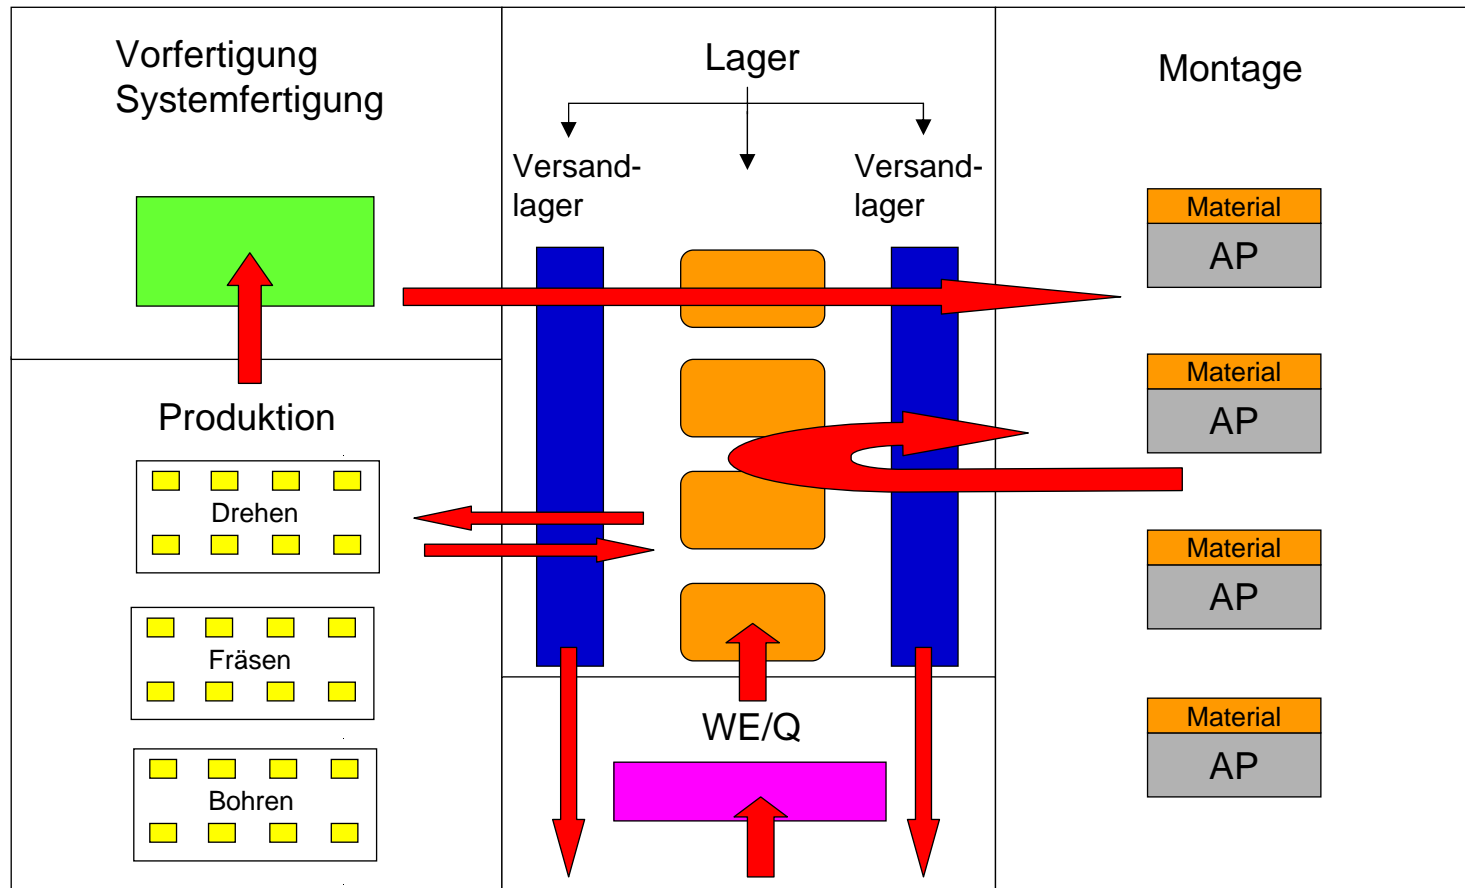 Vorfertigung
Systemfertigung
Lager
Montage
Versand-
lager
Versand-
lager
Material
AP
Material
AP
Produktion
Drehen
Material
AP
Fräsen
WE/Q
Material
AP
Bohren